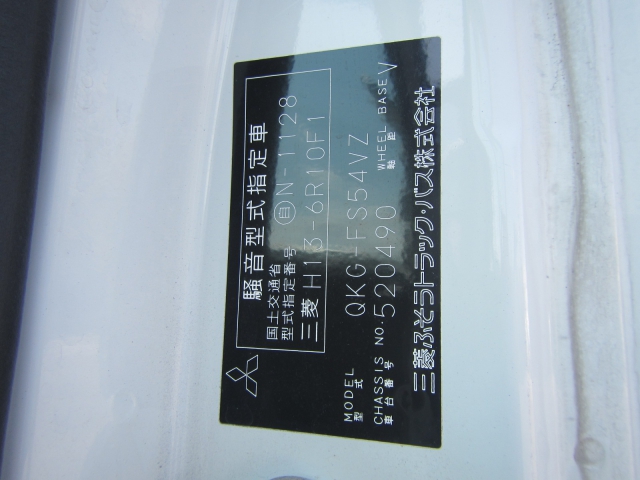 騒音型式指定車
国土交通省
型式指定番号 自 N-1128
三菱 H13-6R10F1
MODEL
型式 QKG-FS54VZ
CHASSIS NO. 520490 WHEEL BASE V
車台番号 軸距
三菱ふそうトラック・バス株式会社